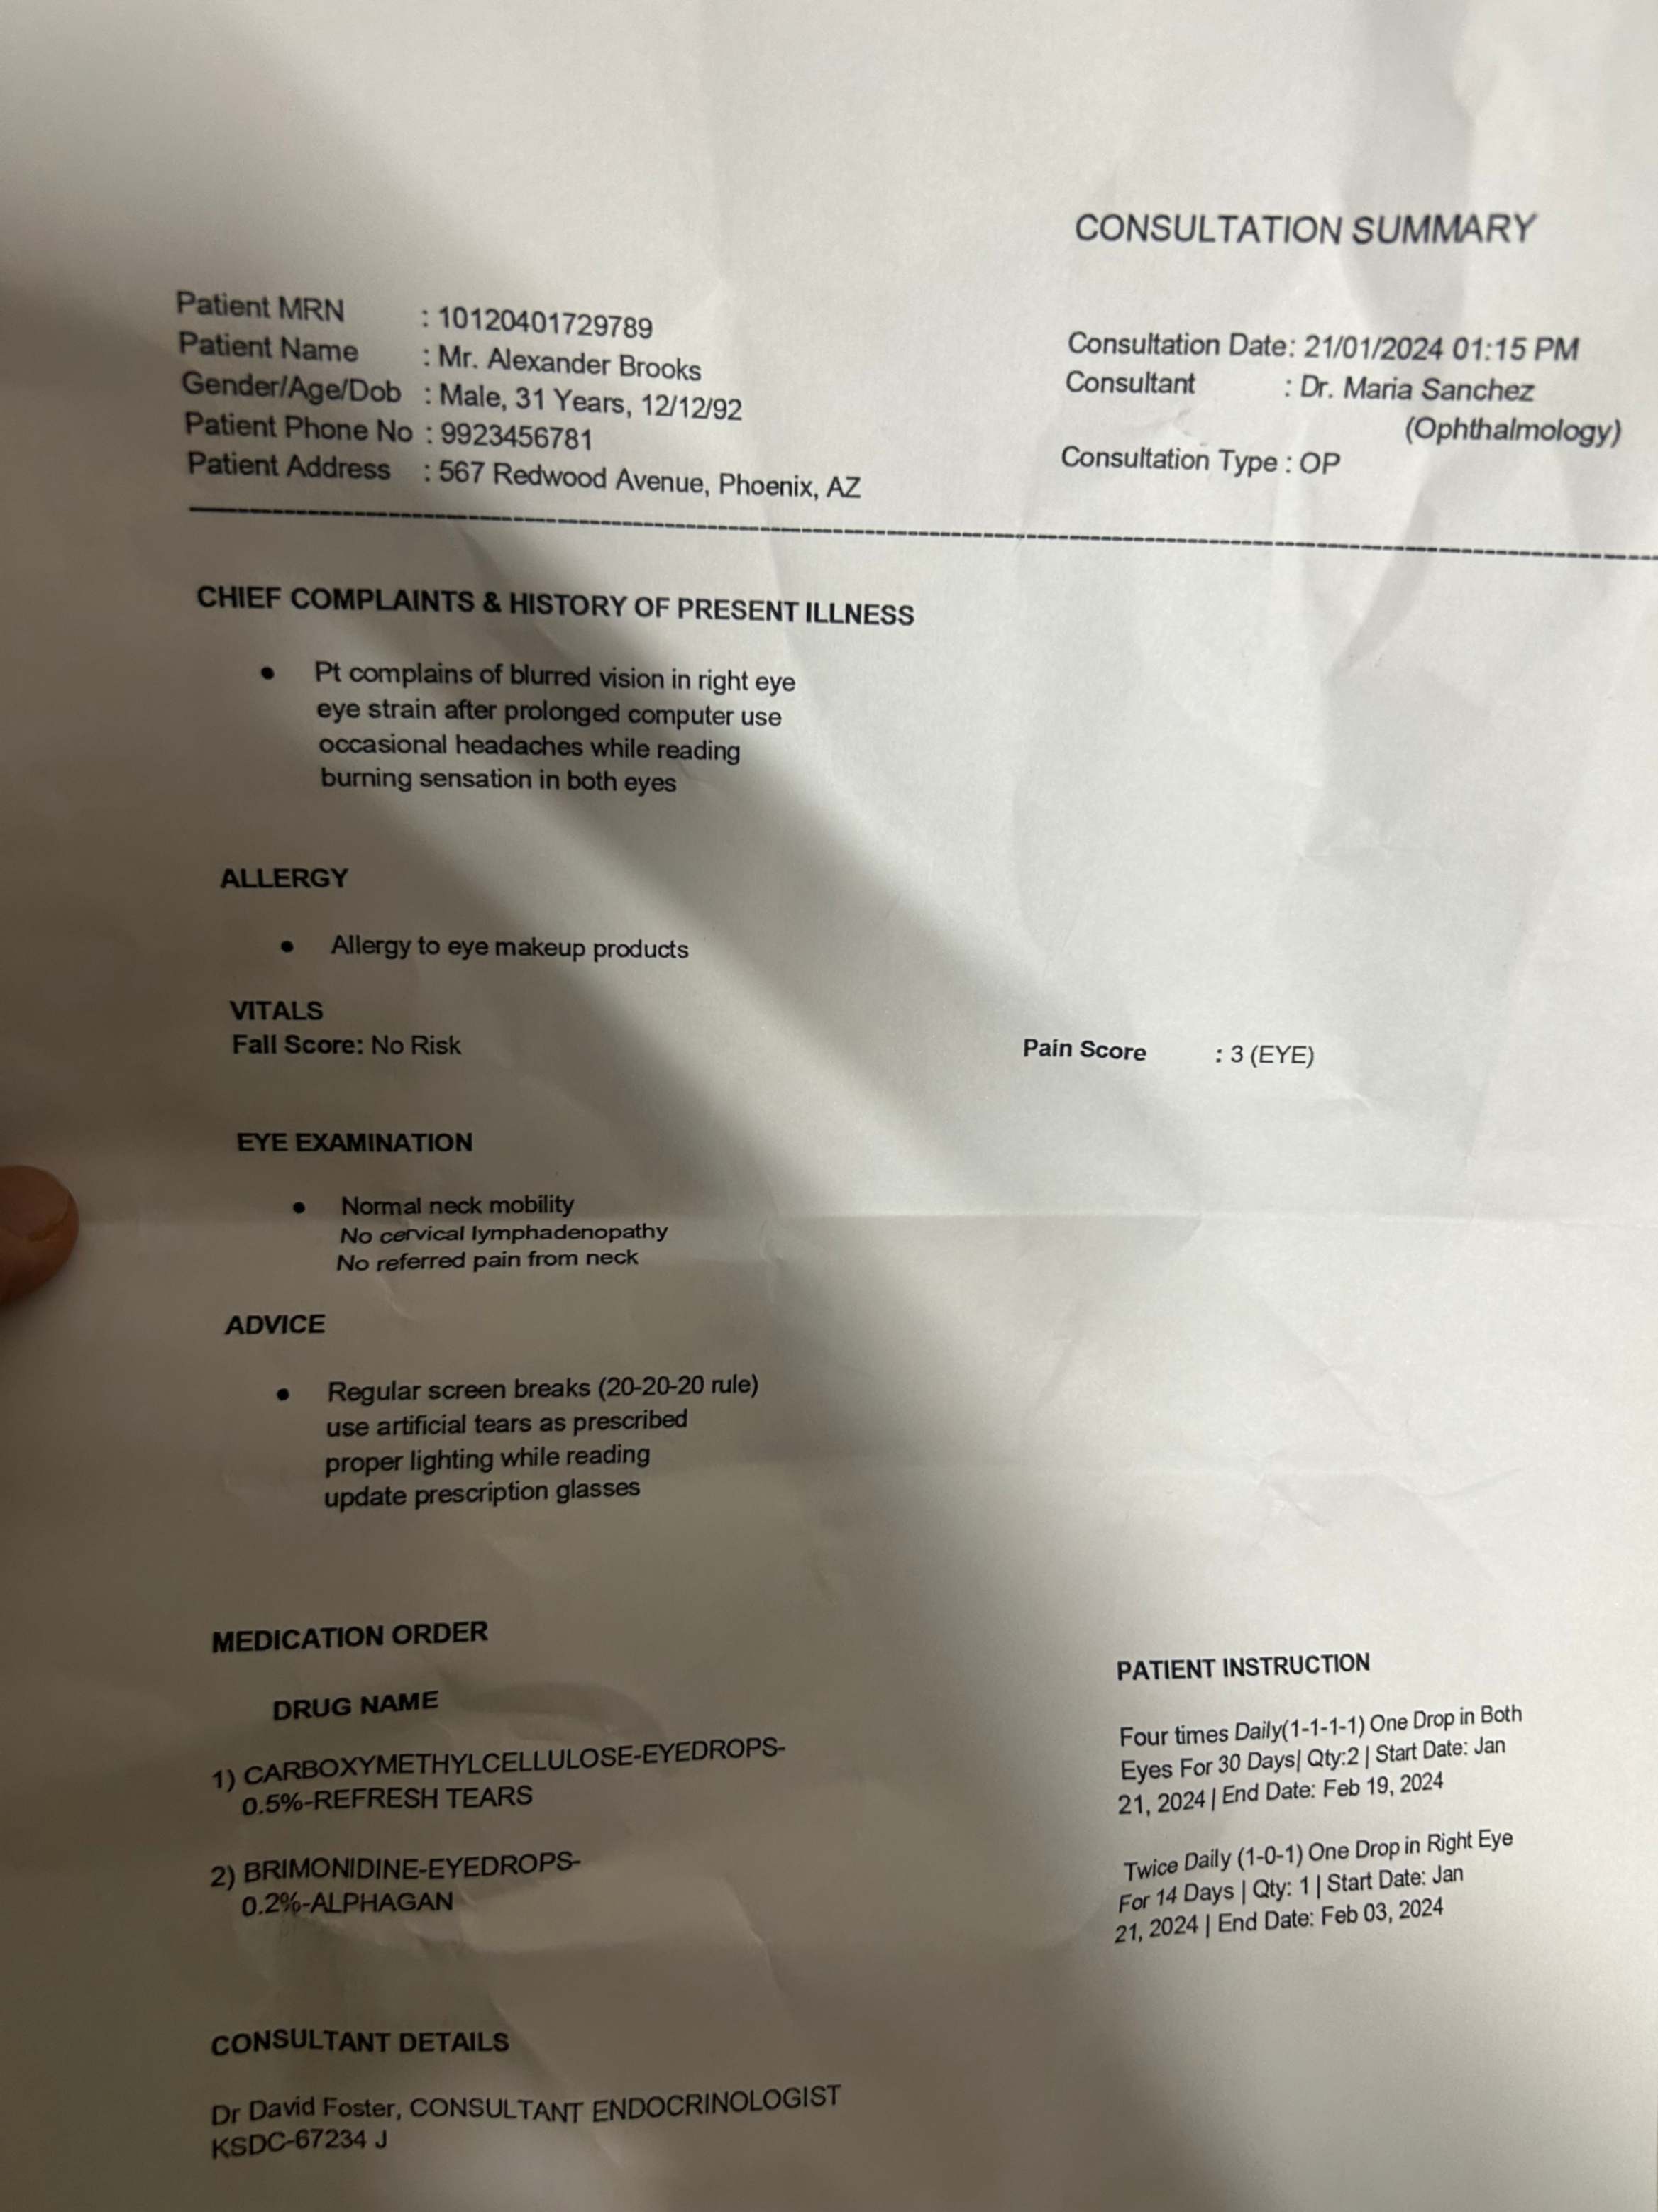 CONSULTATION SUMMARY
Patient MRN : 10120401729789
Patient Name : Mr. Alexander Brooks
Gender/Age/Dob : Male, 31 Years, 12/12/92
Patient Phone No : 9923456781
Patient Address : 567 Redwood Avenue, Phoenix, AZ
Consultation Date: 21/01/2024 01:15 PM
Consultant : Dr. Maria Sanchez
(Ophthalmology)
Consultation Type : OP
CHIEF COMPLAINTS & HISTORY OF PRESENT ILLNESS
• Pt complains of blurred vision in right eye
eye strain after prolonged computer use
occasional headaches while reading
burning sensation in both eyes
ALLERGY
• Allergy to eye makeup products
VITALS
Fall Score: No Risk
Pain Score : 3 (EYE)
EYE EXAMINATION
• Normal neck mobility
No cervical lymphadenopathy
No referred pain from neck
ADVICE
• Regular screen breaks (20-20-20 rule)
use artificial tears as prescribed
proper lighting while reading
update prescription glasses
MEDICATION ORDER
DRUG NAME
1) CARBOXYMETHYLCELLULOSE-EYEDROPS-
0.5%-REFRESH TEARS
2) BRIMONIDINE-EYEDROPS-
0.2%-ALPHAGAN
PATIENT INSTRUCTION
Four times Daily(1-1-1-1) One Drop in Both
Eyes For 30 Days| Qty:2 | Start Date: Jan
21, 2024 | End Date: Feb 19, 2024
Twice Daily (1-0-1) One Drop in Right Eye
For 14 Days | Qty: 1 | Start Date: Jan
21, 2024 | End Date: Feb 03, 2024
CONSULTANT DETAILS
Dr David Foster, CONSULTANT ENDOCRINOLOGIST
KSDC-67234 J